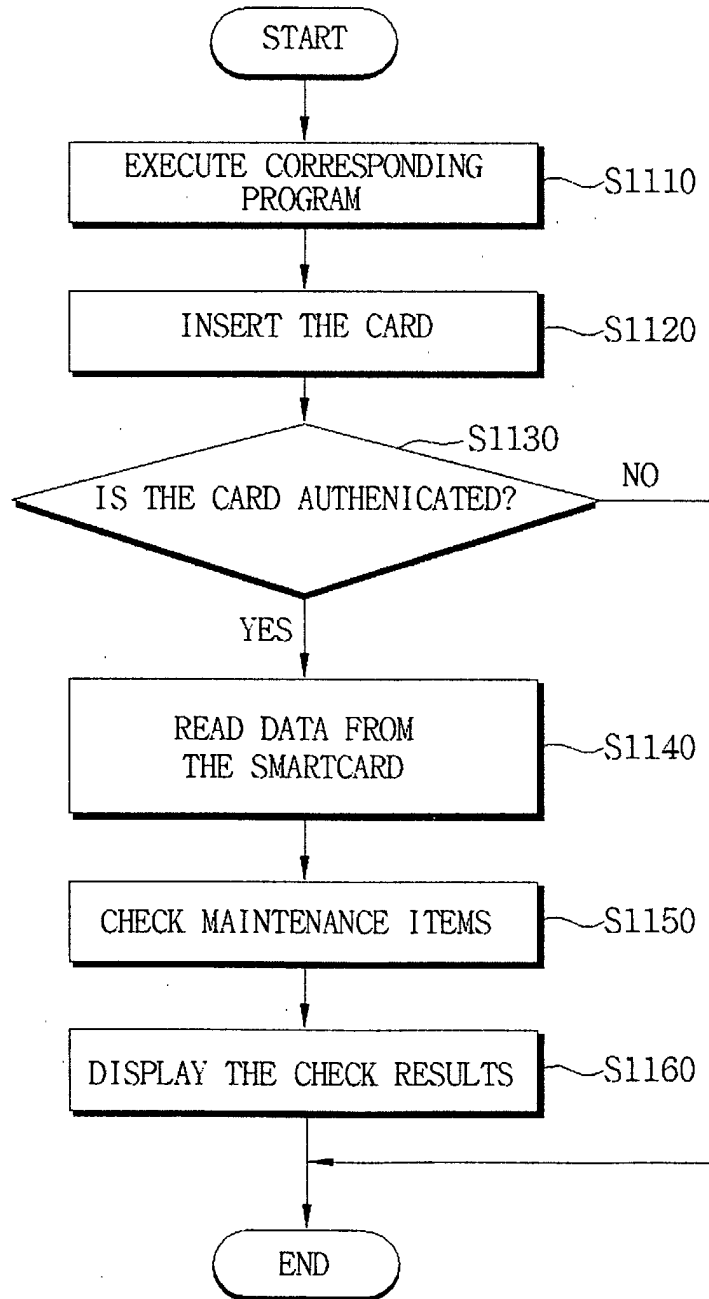 START
EXECUTE CORRESPONDING
PROGRAM
S1110
INSERT THE CARD
S1120
S1130
IS THE CARD AUTHENICATED?
NO
YES
READ DATA FROM
THE SMARTCARD
S1140
CHECK MAINTENANCE ITEMS
S1150
DISPLAY THE CHECK RESULTS
S1160
END